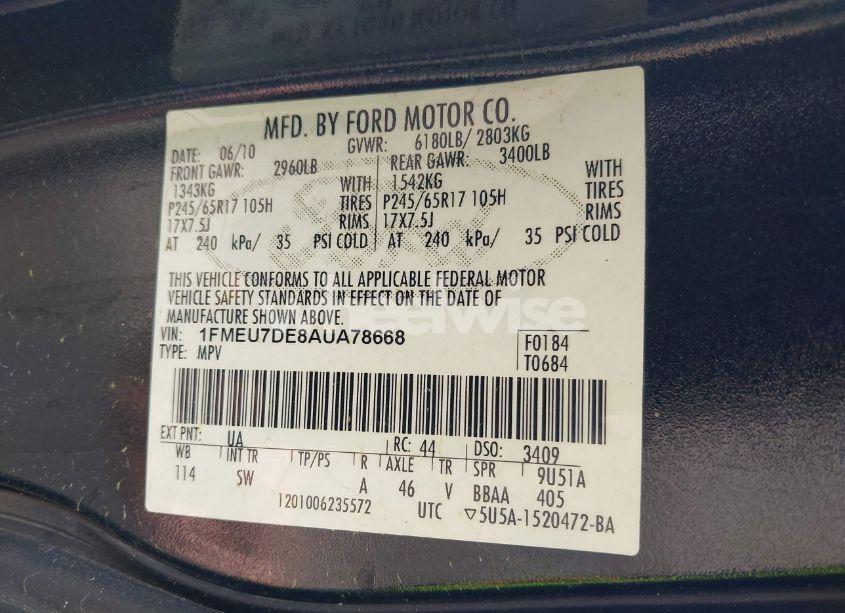 MFD. BY FORD MOTOR CO.
DATE: 06/10 GVWR: 6180LB/ 2803KG
FRONT GAWR: 2960LB REAR GAWR: 3400LB
1343KG WITH 1542KG WITH
P245/65R17 105H TIRES P245/65R17 105H TIRES
17X7.5J RIMS 17X7.5J RIMS
AT 240 kPa/ 35 PSI COLD AT 240 kPa/ 35 PSI COLD
THIS VEHICLE CONFORMS TO ALL APPLICABLE FEDERAL MOTOR
VEHICLE SAFETY STANDARDS IN EFFECT ON THE DATE OF
MANUFACTURE SHOWN ABOVE.
VIN: 1FMEU7DE8AUA78668 F0184
TYPE: MPV T0684
EXT PNT: UA RC: 44 DSO: 3409
WB INT TR TP/PS R AXLE TR SPR 9U51A
114 SW A 46 V BBAA 405
1201006235572 UTC ▽5U5A-1520472-BA